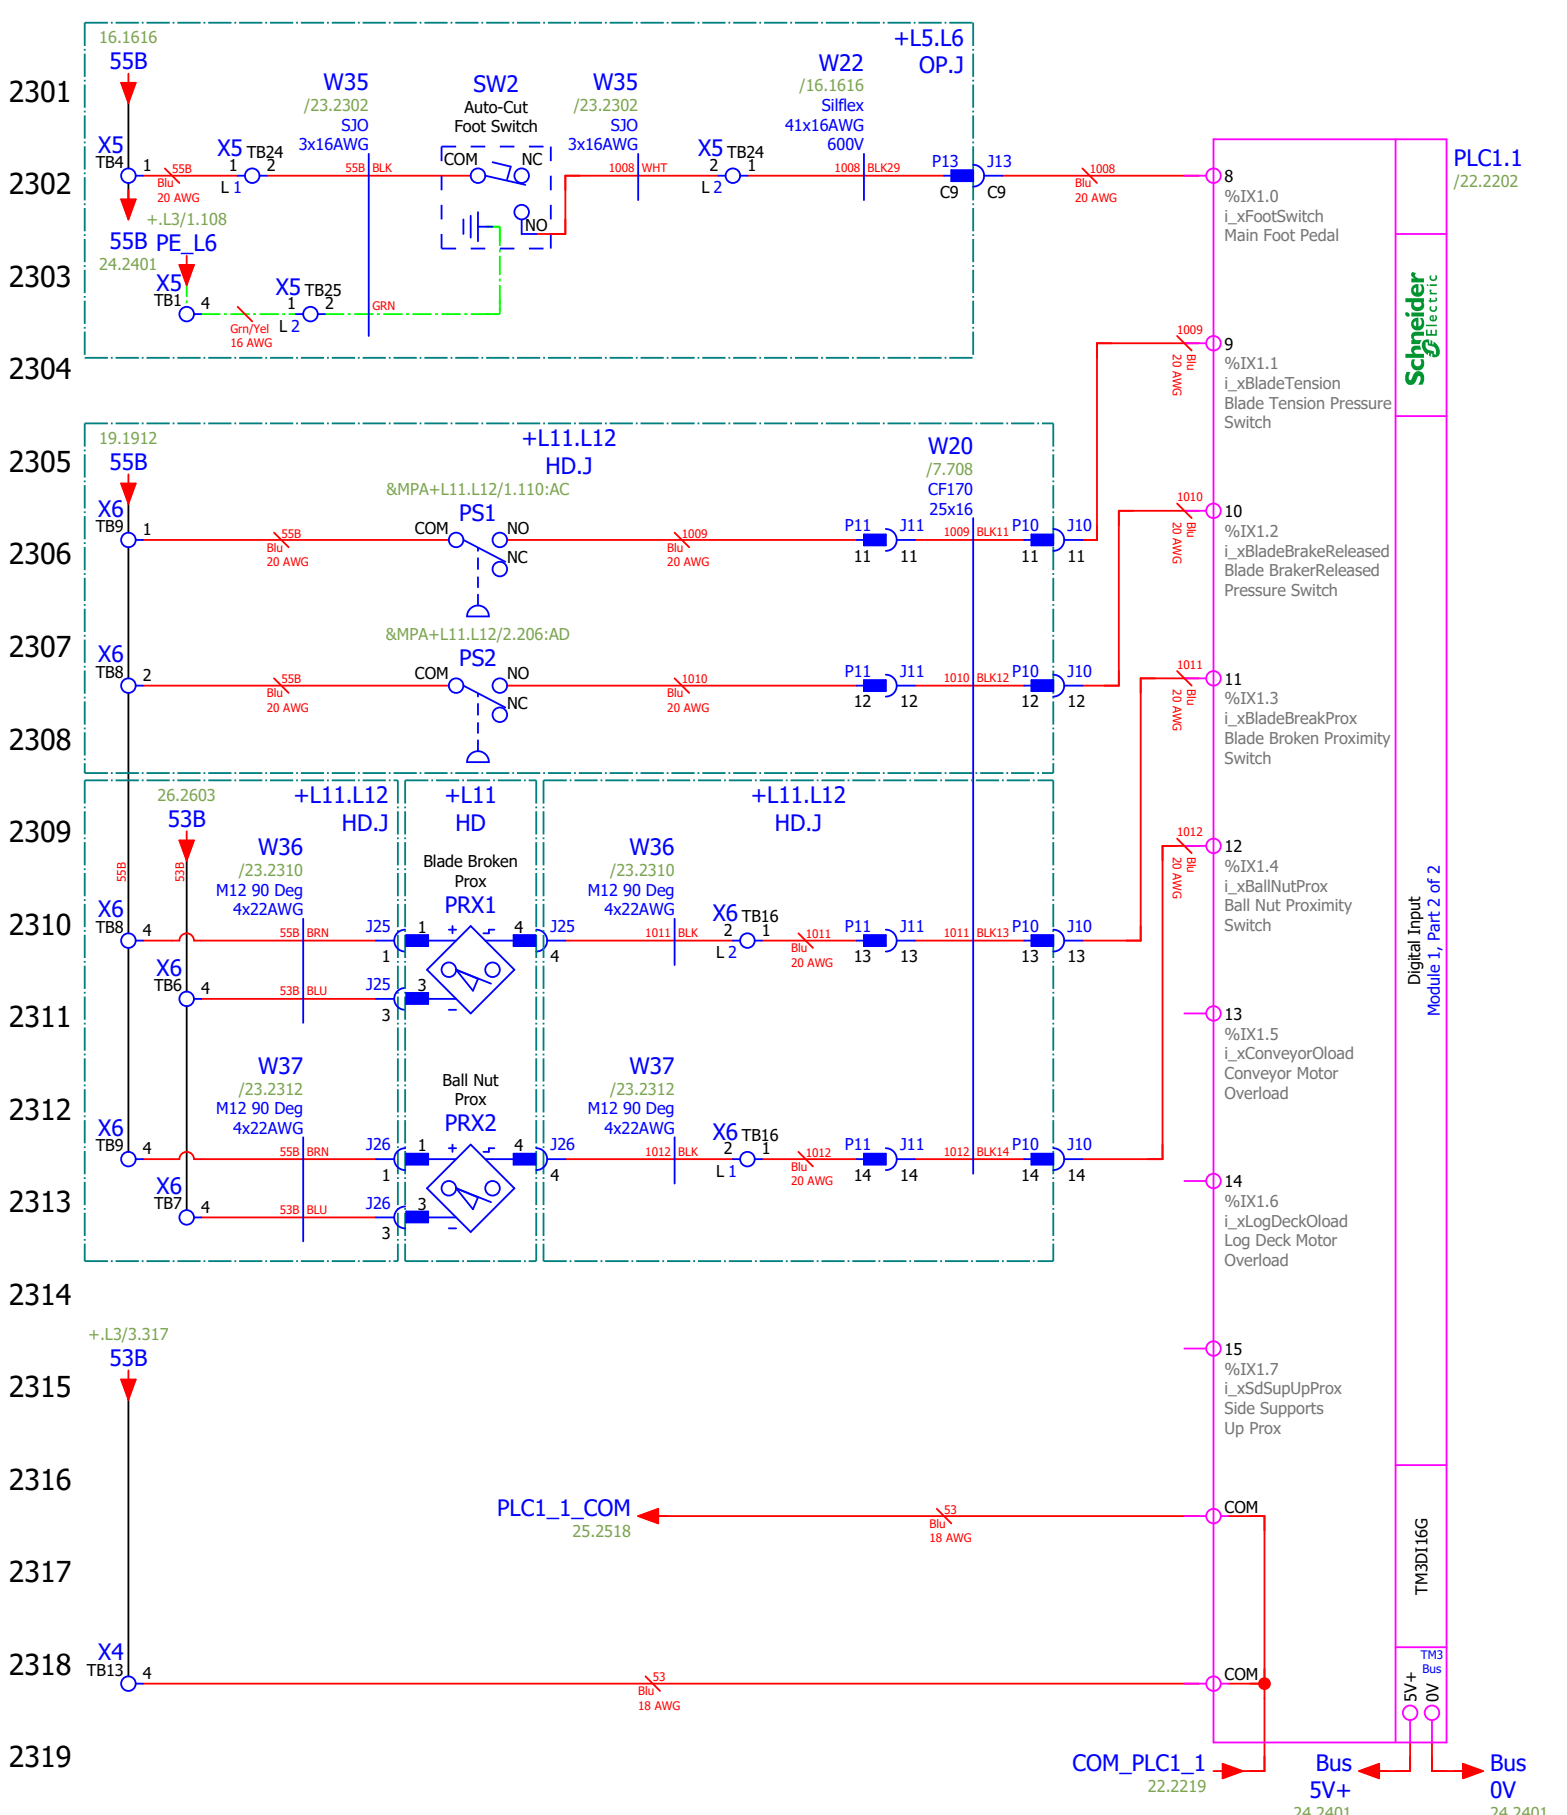 2301
2302
2303
2304
2305
2306
2307
2308
2309
2310
2311
2312
2313
2314
2315
2316
2317
2318
2319
16.1616
55B
+L5.L6
OP.J
W35
/23.2302
SJO
3x16AWG
SW2
Auto-Cut
Foot Switch
W35
/23.2302
SJO
3x16AWG
W22
/16.1616
Silflex
41x16AWG
600V
X5
TB4 1
55B
Blu
20 AWG
X5 TB24
1 2
L 1
55B BLK
COM NC
NO
1008 WHT
X5 TB24
2 1
L 2
1008 BLK29
P13 J13
C9 C9
1008
Blu
20 AWG
+.L3/1.108
55B PE_L6
24.2401
X5
TB1 4
Grn/Yel
16 AWG
X5 TB25
1 2
L 2
GRN
19.1912
55B
+L11.L12
HD.J
W20
/7.708
CF170
25x16
&MPA+L11.L12/1.110:AC
PS1
X6
TB9 1
55B
Blu
20 AWG
COM NO
NC
1009
Blu
20 AWG
P11 J11
11 11
1009 BLK11
P10 J10
11 11
&MPA+L11.L12/2.206:AD
PS2
X6
TB8 2
55B
Blu
20 AWG
COM NO
NC
1010
Blu
20 AWG
P11 J11
12 12
1010 BLK12
P10 J10
12 12
26.2603
53B
+L11.L12
HD.J
+L11
HD
+L11.L12
HD.J
55B
53B
W36
/23.2310
M12 90 Deg
4x22AWG
Blade Broken
Prox
PRX1
W36
/23.2310
M12 90 Deg
4x22AWG
X6
TB8 4
55B BRN
J25
1
1
+
4
J25
4
1011 BLK
X6 TB16
2 1
L 2
1011
Blu
20 AWG
P11 J11
13 13
1011 BLK13
P10 J10
13 13
X6
TB6 4
53B BLU
J25
3
3
−
W37
/23.2312
M12 90 Deg
4x22AWG
Ball Nut
Prox
PRX2
W37
/23.2312
M12 90 Deg
4x22AWG
X6
TB9 4
55B BRN
J26
1
1
+
4
J26
4
1012 BLK
X6 TB16
2 1
L 1
1012
Blu
20 AWG
P11 J11
14 14
1012 BLK14
P10 J10
14 14
X6
TB7 4
53B BLU
J26
3
3
−
+.L3/3.317
53B
PLC1_1_COM
25.2518
53
Blu
18 AWG
X4
TB13 4
53
Blu
18 AWG
COM_PLC1_1
22.2219
PLC1.1
/22.2202
8
%IX1.0
i_xFootSwitch
Main Foot Pedal
1009
Blu
20 AWG
9
%IX1.1
i_xBladeTension
Blade Tension Pressure
Switch
1010
Blu
20 AWG
10
%IX1.2
i_xBladeBrakeReleased
Blade BrakerReleased
Pressure Switch
1011
Blu
20 AWG
11
%IX1.3
i_xBladeBreakProx
Blade Broken Proximity
Switch
1012
Blu
20 AWG
12
%IX1.4
i_xBallNutProx
Ball Nut Proximity
Switch
13
%IX1.5
i_xConveyorOload
Conveyor Motor
Overload
14
%IX1.6
i_xLogDeckOload
Log Deck Motor
Overload
15
%IX1.7
i_xSdSupUpProx
Side Supports
Up Prox
COM
COM
Schneider
Electric
Digital Input
Module 1, Part 2 of 2
TM3DI16G
TM3
Bus
5V+
0V
Bus
5V+
24.2401
Bus
0V
24.2401